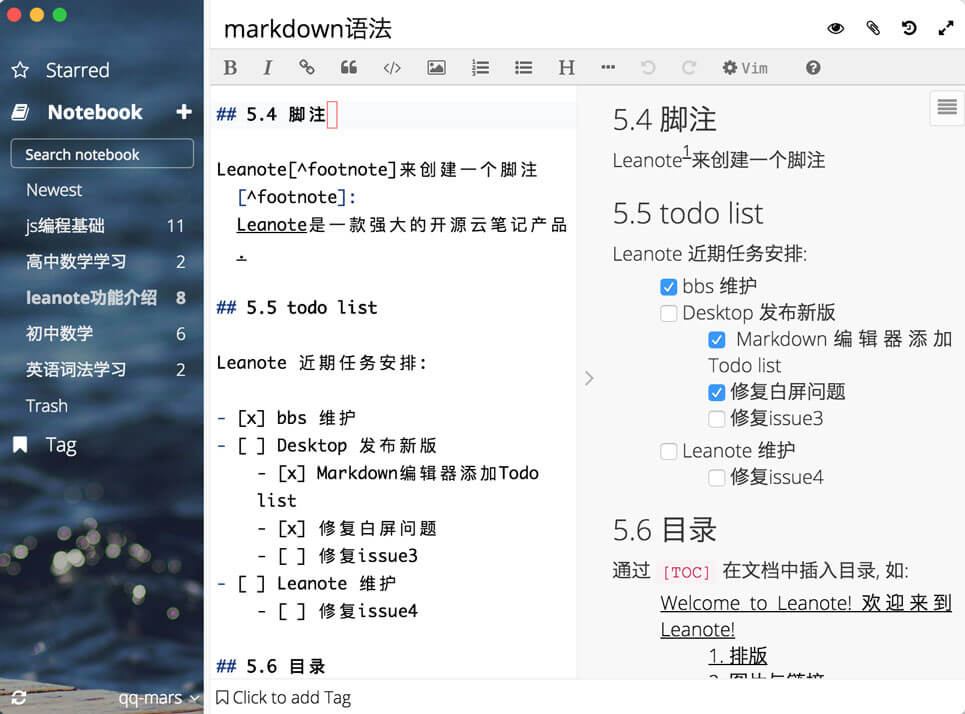 markdown语法
Starred
Notebook
Search notebook
Newest
js编程基础 11
高中数学学习 2
leanote功能介绍 8
初中数学 6
英语词法学习 2
Trash
Tag
qq-mars
B I H Vim
## 5.4 脚注
Leanote[^footnote]来创建一个脚注
[^footnote]:
Leanote是一款强大的开源云笔记产品
.
## 5.5 todo list
Leanote 近期任务安排:
- [x] bbs 维护
- [ ] Desktop 发布新版
- [x] Markdown编辑器添加Todo
list
- [x] 修复白屏问题
- [ ] 修复issue3
- [ ] Leanote 维护
- [ ] 修复issue4
## 5.6 目录
5.4 脚注
Leanote1来创建一个脚注
5.5 todo list
Leanote 近期任务安排:
bbs 维护
Desktop 发布新版
Markdown 编辑器添加
Todo list
修复白屏问题
修复issue3
Leanote 维护
修复issue4
5.6 目录
通过 [TOC] 在文档中插入目录, 如:
Welcome to Leanote! 欢迎来到
Leanote!
1. 排版
2. 图片与链接
Click to add Tag